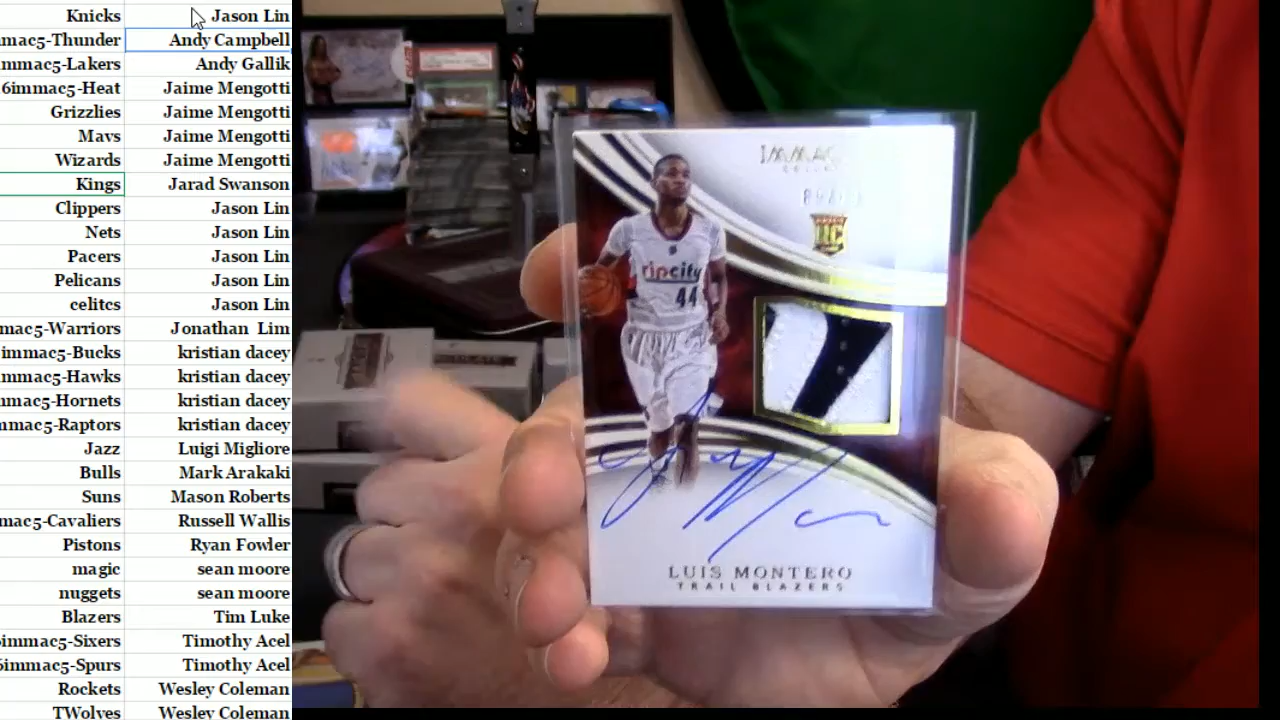 Knicks Jason Lin
mac5-Thunder Andy Campbell
immac5-Lakers Andy Gallik
6immac5-Heat Jaime Mengotti
Grizzlies Jaime Mengotti
Mavs Jaime Mengotti
Wizards Jaime Mengotti
Kings Jarad Swanson
Clippers Jason Lin
Nets Jason Lin
Pacers Jason Lin
Pelicans Jason Lin
celitcs Jason Lin
mac5-Warriors Jonathan Lim
immac5-Bucks kristian dacey
mmac5-Hawks kristian dacey
mac5-Hornets kristian dacey
mmac5-Raptors kristian dacey
Jazz Luigi Migliore
Bulls Mark Arakaki
Suns Mason Roberts
mac5-Cavaliers Russell Wallis
Pistons Ryan Fowler
magic sean moore
nuggets sean moore
Blazers Tim Luke
immac5-Sixers Timothy Acel
6immac5-Spurs Timothy Acel
Rockets Wesley Coleman
TWolves Wesley Coleman
IMMAC
RC
ripcity
44
LUIS MONTERO
TRAIL BLAZERS